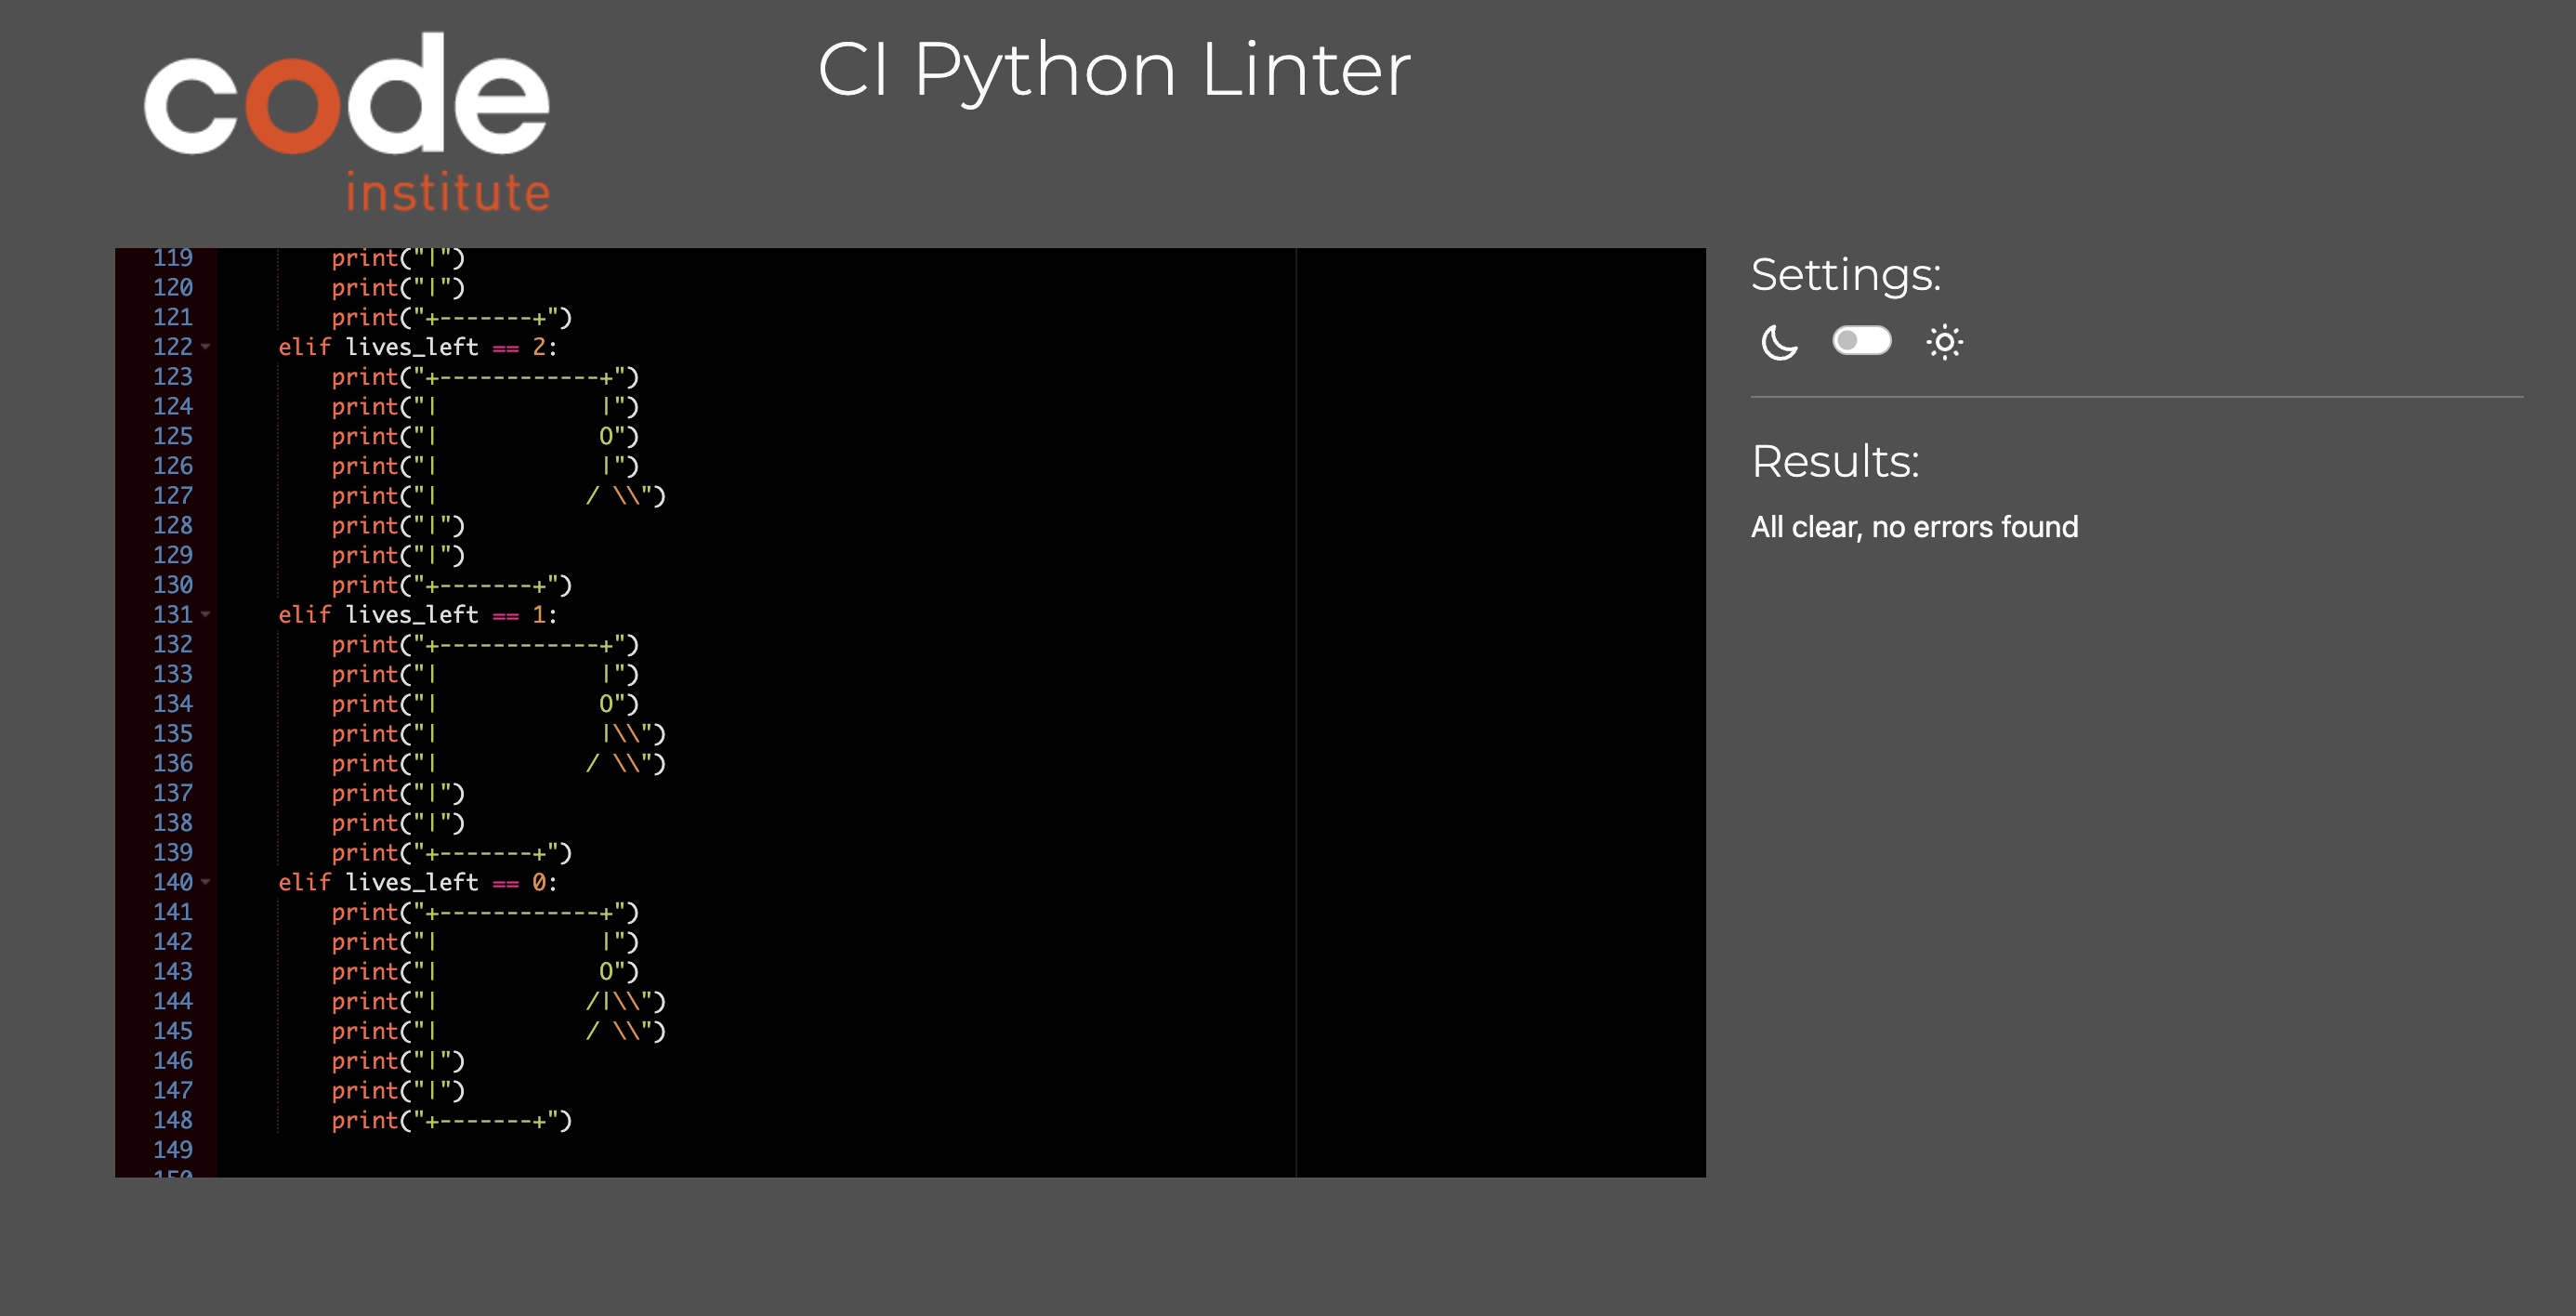 code
institute
CI Python Linter
119         print("|")
120         print("|")
121         print("+-------+")
122     elif lives_left == 2:
123         print("+------------+")
124         print("|            |")
125         print("|            O")
126         print("|            |")
127         print("|           / \\")
128         print("|")
129         print("|")
130         print("+-------+")
131     elif lives_left == 1:
132         print("+------------+")
133         print("|            |")
134         print("|            O")
135         print("|            |\\")
136         print("|           / \\")
137         print("|")
138         print("|")
139         print("+-------+")
140     elif lives_left == 0:
141         print("+------------+")
142         print("|            |")
143         print("|            O")
144         print("|           /|\\")
145         print("|           / \\")
146         print("|")
147         print("|")
148         print("+-------+")
149
150
Settings:
Results:
All clear, no errors found